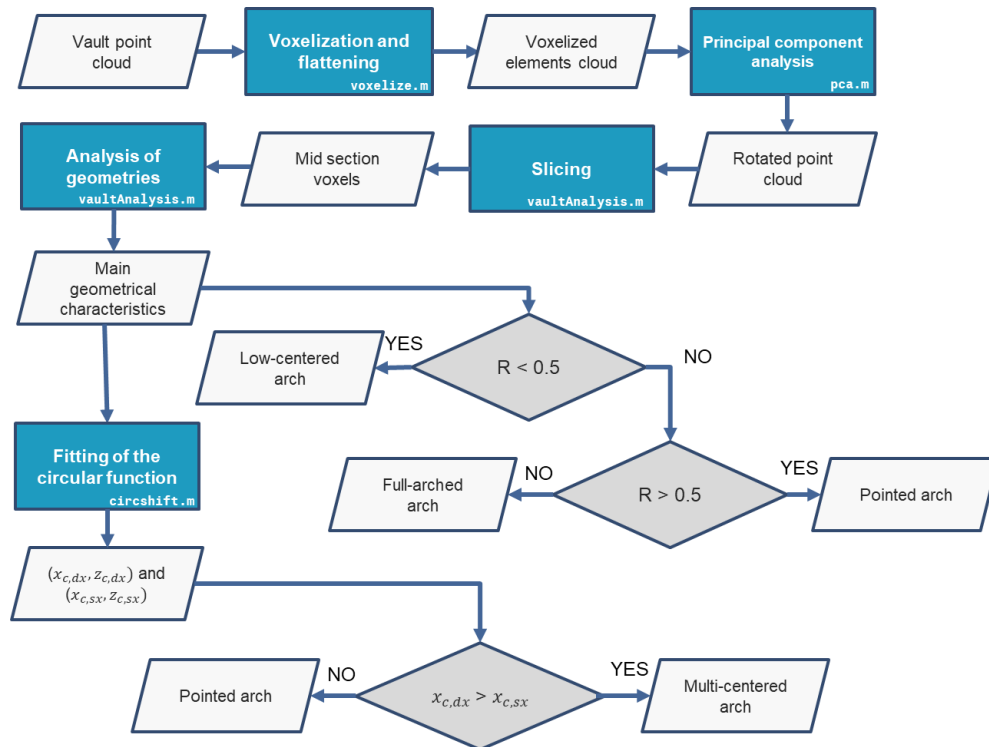 Vault point
cloud
Voxelization and
flattening
voxelize.m
Voxelized
elements cloud
Principal component
analysis
pca.m
Analysis of
geometries
vaultAnalysis.m
Mid section
voxels
Slicing
vaultAnalysis.m
Rotated point
cloud
Main
geometrical
characteristics
Low-centered
arch
YES
R < 0.5
NO
Fitting of the
circular function
circshift.m
Full-arched
arch
NO
R > 0.5
YES
Pointed arch
(x_{c,dx}, z_{c,dx}) and
(x_{c,sx}, z_{c,sx})
Pointed arch
NO
x_{c,dx} > x_{c,sx}
YES
Multi-centered
arch